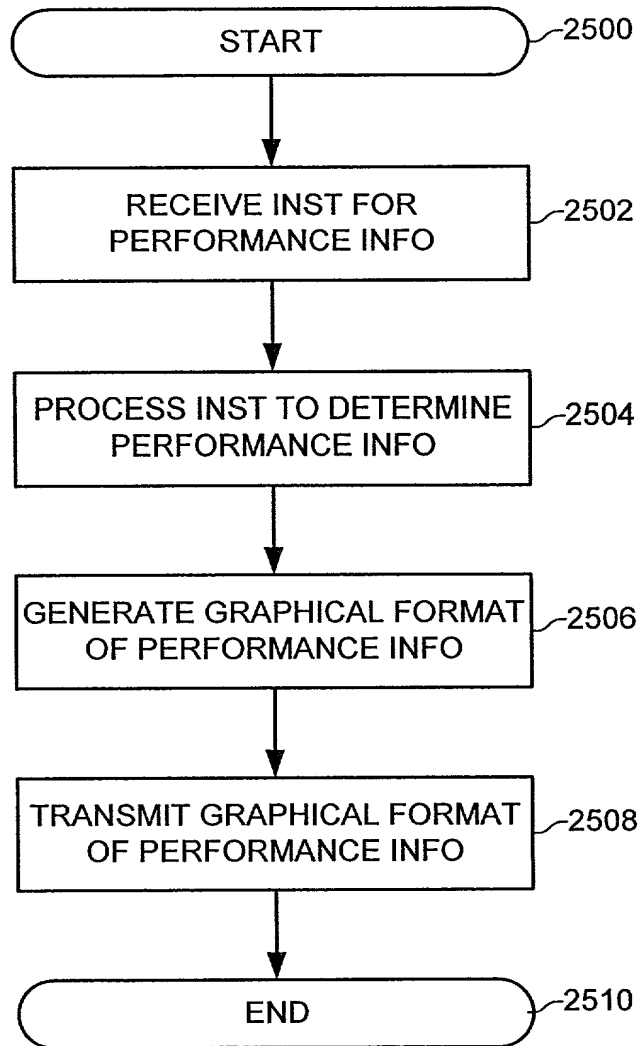 START
2500
RECEIVE INST FOR
PERFORMANCE INFO
2502
PROCESS INST TO DETERMINE
PERFORMANCE INFO
2504
GENERATE GRAPHICAL FORMAT
OF PERFORMANCE INFO
2506
TRANSMIT GRAPHICAL FORMAT
OF PERFORMANCE INFO
2508
END
2510